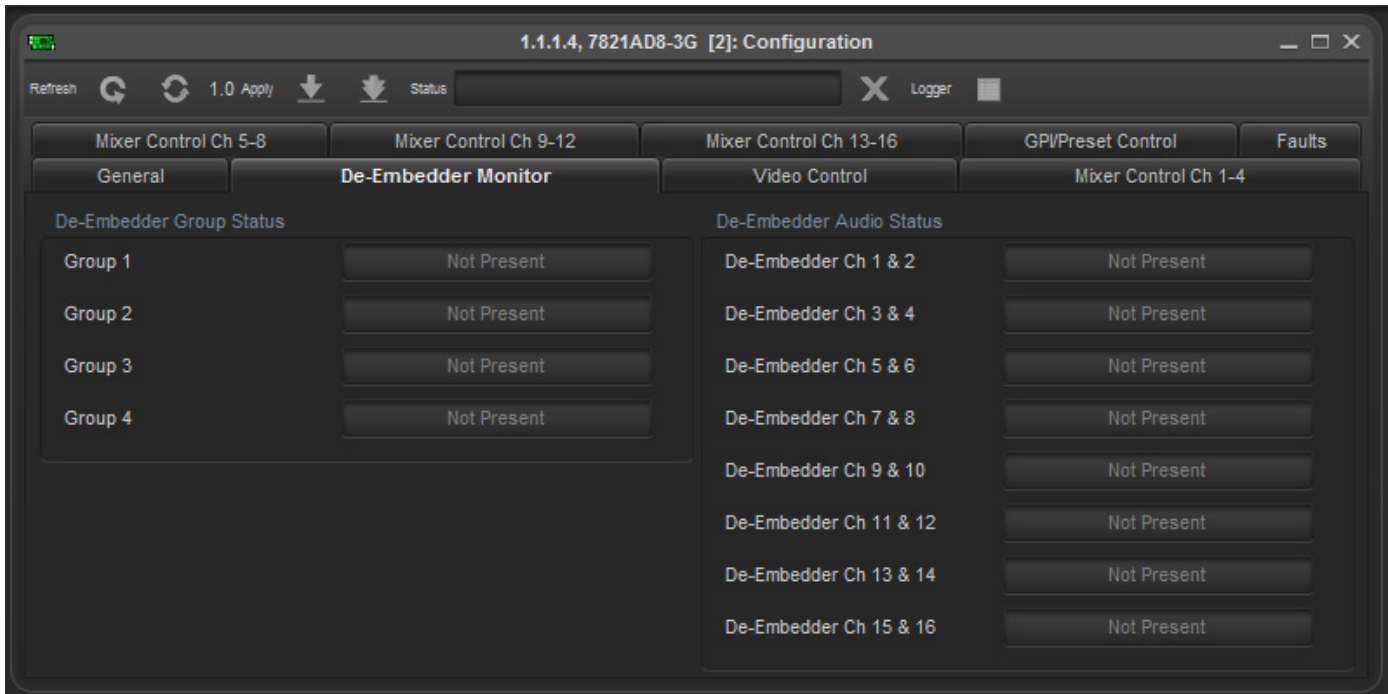 1.1.1.4, 7821AD8-3G [2]: Configuration
Refresh 1.0 Apply Status Logger
Mixer Control Ch 5-8 Mixer Control Ch 9-12 Mixer Control Ch 13-16 GPI/Preset Control Faults
General De-Embedder Monitor Video Control Mixer Control Ch 1-4
De-Embedder Group Status
Group 1 Not Present
Group 2 Not Present
Group 3 Not Present
Group 4 Not Present
De-Embedder Audio Status
De-Embedder Ch 1 & 2 Not Present
De-Embedder Ch 3 & 4 Not Present
De-Embedder Ch 5 & 6 Not Present
De-Embedder Ch 7 & 8 Not Present
De-Embedder Ch 9 & 10 Not Present
De-Embedder Ch 11 & 12 Not Present
De-Embedder Ch 13 & 14 Not Present
De-Embedder Ch 15 & 16 Not Present